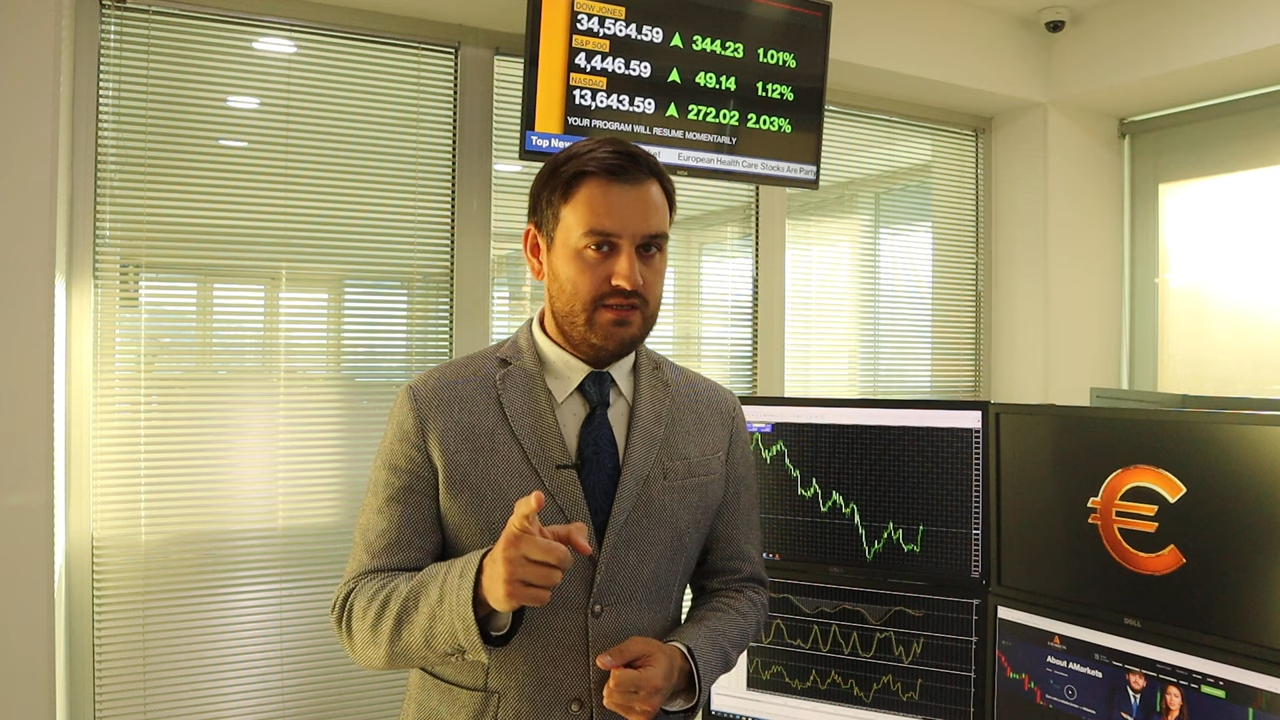 DOW JONES
34,564.59 ▲ 344.23 1.01%
S&P 500
4,446.59 ▲ 49.14 1.12%
NASDAQ
13,643.59 ▲ 272.02 2.03%
YOUR PROGRAM WILL RESUME MOMENTARILY
Top New
European Health Care Stocks Are Party
€
DELL
About AMarkets